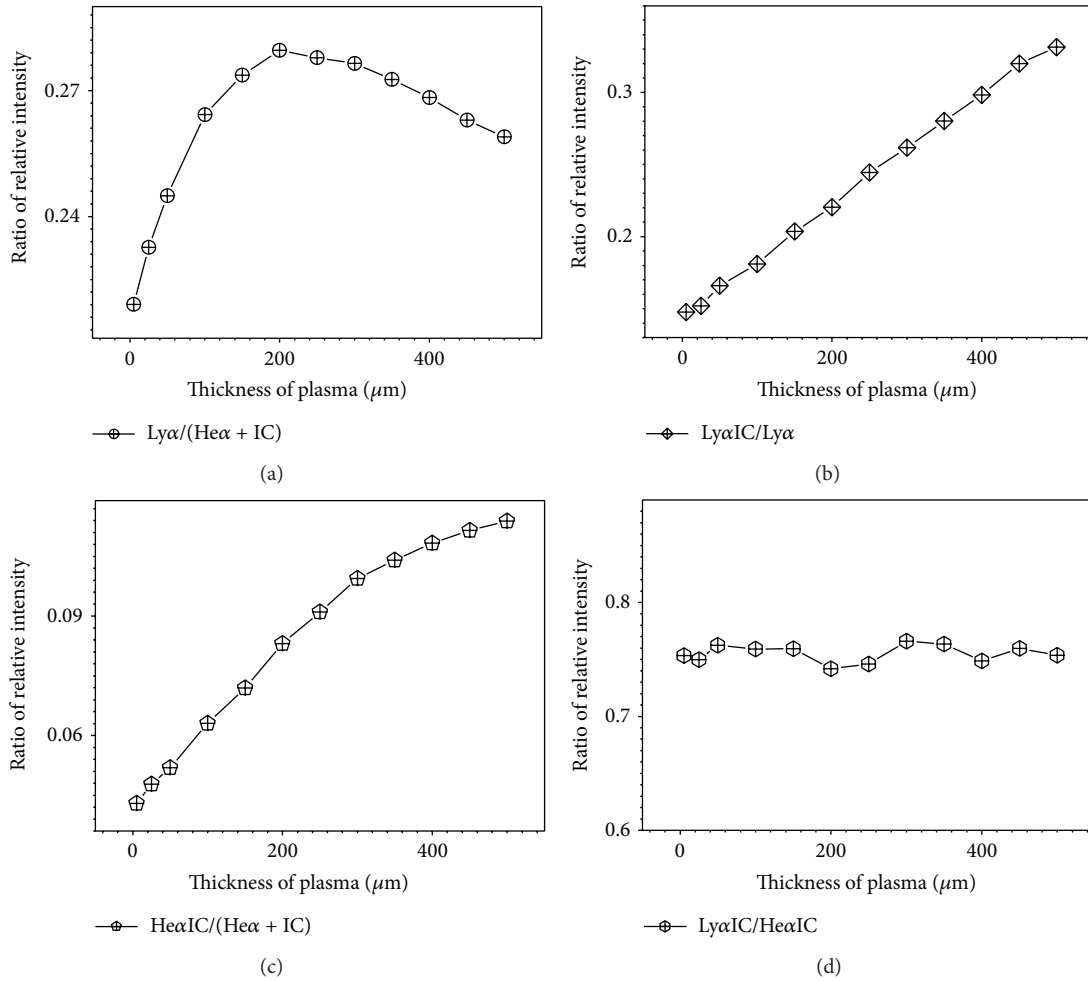 Ratio of relative intensity
0.27
0.24
0
200
400
Thickness of plasma (μm)
Lyα/(Heα + IC)
(a)
Ratio of relative intensity
0.3
0.2
0
200
400
Thickness of plasma (μm)
LyαIC/Lyα
(b)
Ratio of relative intensity
0.09
0.06
0
200
400
Thickness of plasma (μm)
HeαIC/(Heα + IC)
(c)
Ratio of relative intensity
0.8
0.7
0.6
0
200
400
Thickness of plasma (μm)
LyαIC/HeαIC
(d)